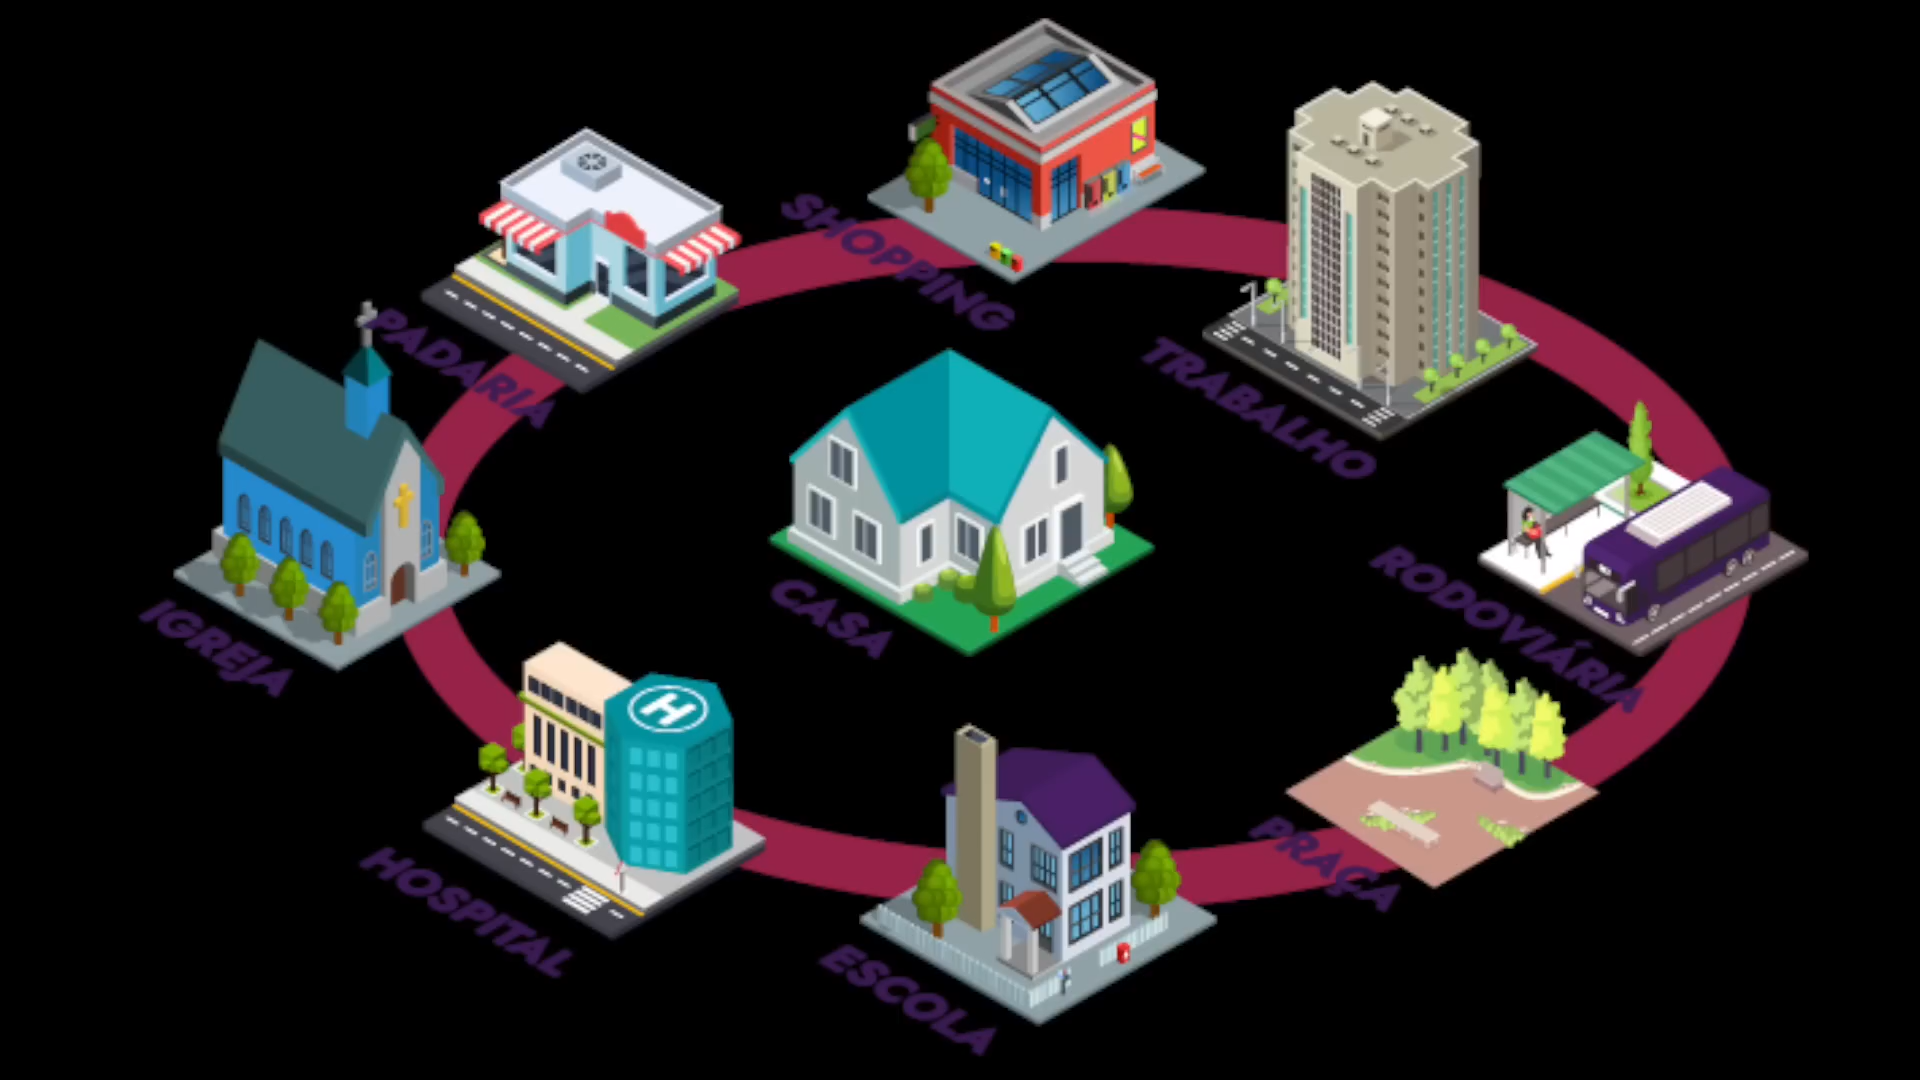 SHOPPING
PADARIA
TRABALHO
IGREJA
CASA
RODOVIÁRIA
H
HOSPITAL
PRAÇA
ESCOLA